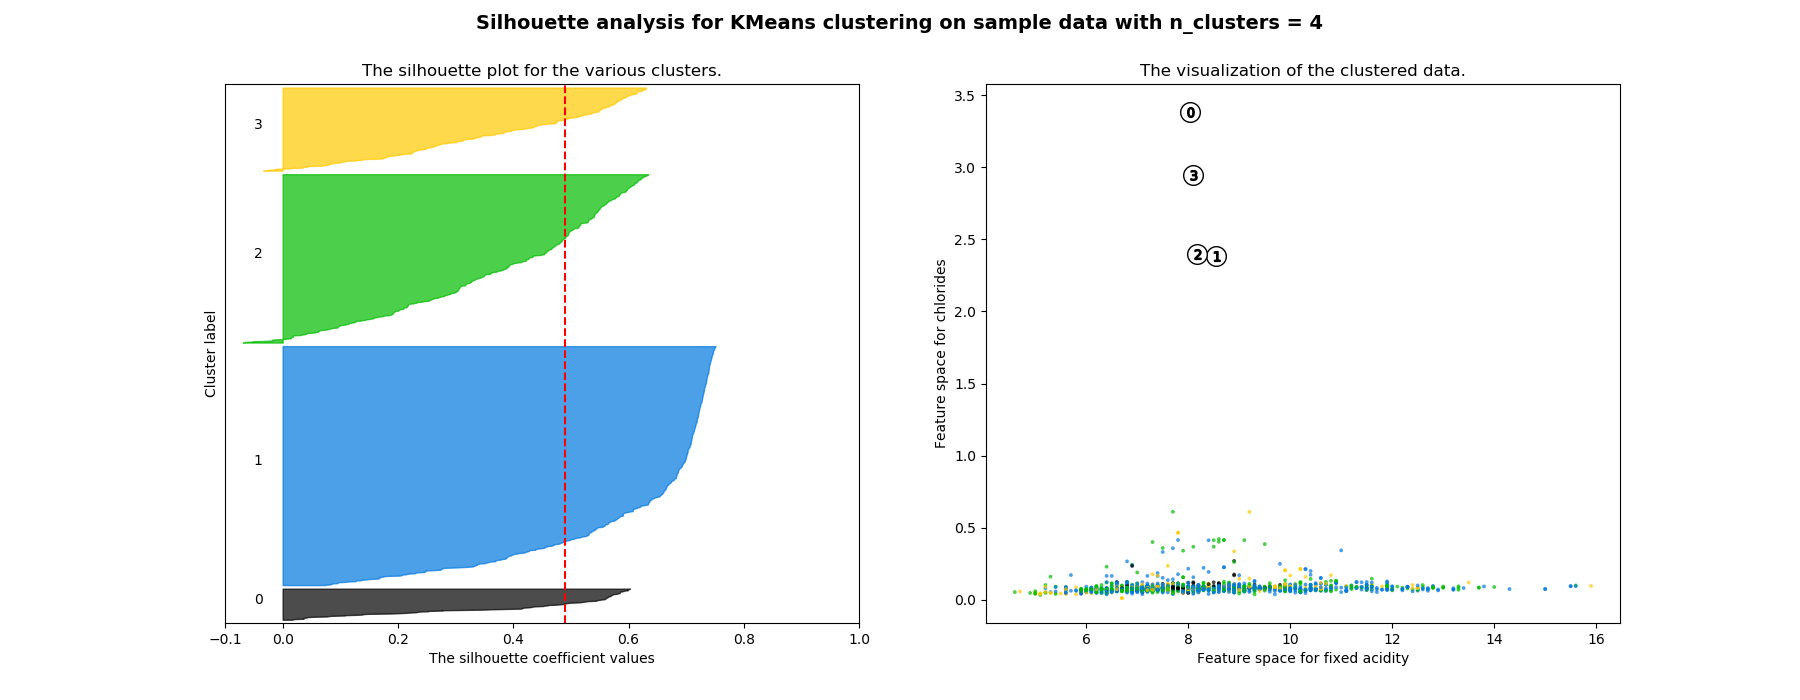 Silhouette analysis for KMeans clustering on sample data with n_clusters = 4
The silhouette plot for the various clusters.
3
2
1
0
Cluster label
−0.1 0.0 0.2 0.4 0.6 0.8 1.0
The silhouette coefficient values
The visualization of the clustered data.
3.5
3.0
2.5
2.0
1.5
1.0
0.5
0.0
Feature space for chlorides
0
3
2 1
6 8 10 12 14 16
Feature space for fixed acidity